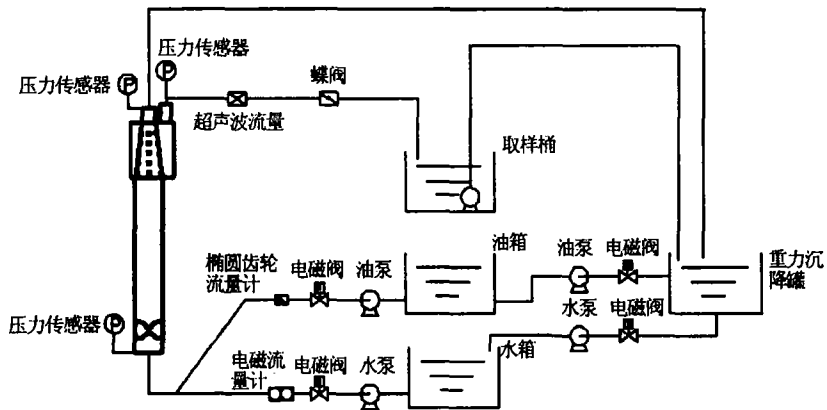 压力传感器
压力传感器
P
P
蝶阀
超声波流量
取样桶
油箱
油泵
电磁阀
重力沉
降罐
椭圆齿轮
流量计
电磁阀
油泵
水泵
电磁阀
压力传感器
P
水箱
电磁流
量计
电磁阀
水泵